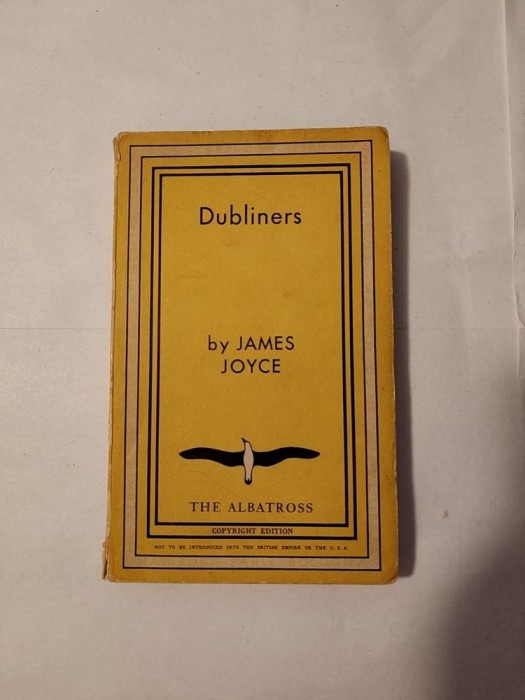 Dubliners
by JAMES
JOYCE
THE ALBATROSS
COPYRIGHT EDITION
NOT TO BE INTRODUCED INTO THE BRITISH EMPIRE OR THE U.S.A.